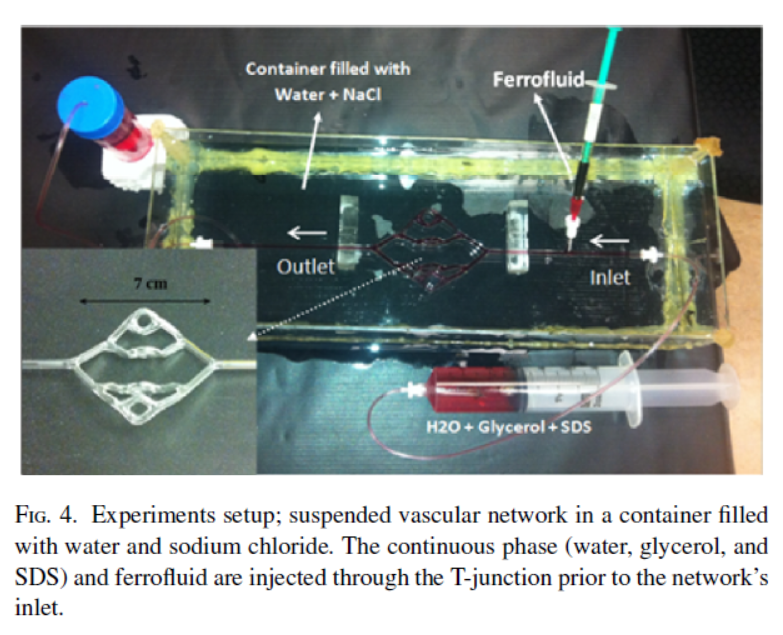 Container filled with
Water + NaCl
Ferrofluid
Outlet
Inlet
7 cm
H2O + Glycerol + SDS
FIG. 4. Experiments setup; suspended vascular network in a container filled
with water and sodium chloride. The continuous phase (water, glycerol, and
SDS) and ferrofluid are injected through the T-junction prior to the network's
inlet.